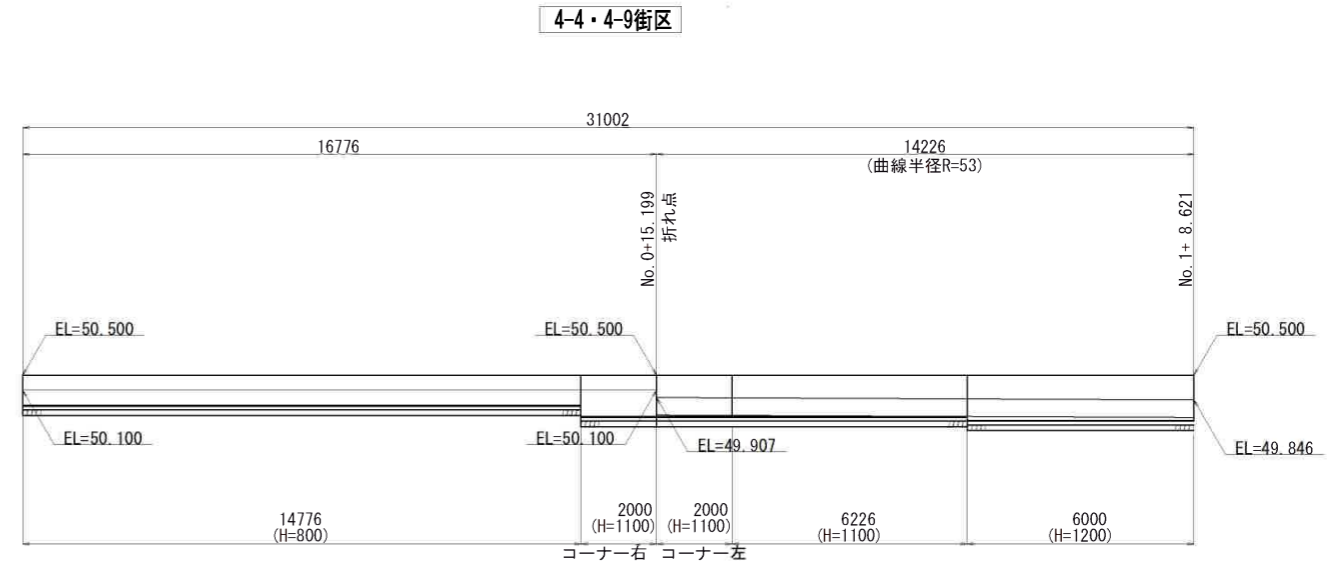 4-4・4-9街区
31002
16776
14226
(曲線半径R=53)
No.0+15.199
折れ点
No.1+ 8.621
EL=50.500
EL=50.500
EL=50.500
EL=50.100
EL=50.100
EL=49.907
EL=49.846
14776
(H=800)
2000
(H=1100)
2000
(H=1100)
6226
(H=1100)
6000
(H=1200)
コーナー右
コーナー左